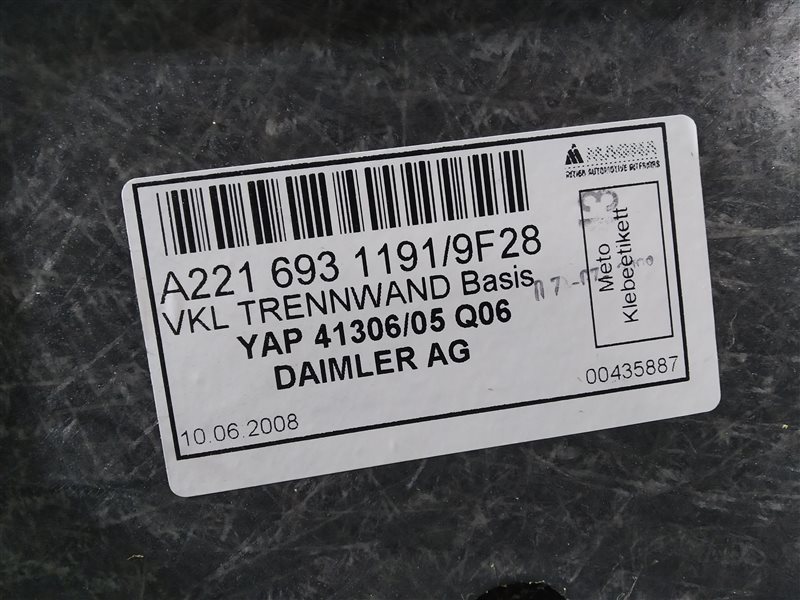 A221 693 1191/9F28
VKL TRENNWAND Basis
YAP 41306/05 Q06
DAIMLER AG
10.06.2008
13
Meto
Klebeetikett
00435887